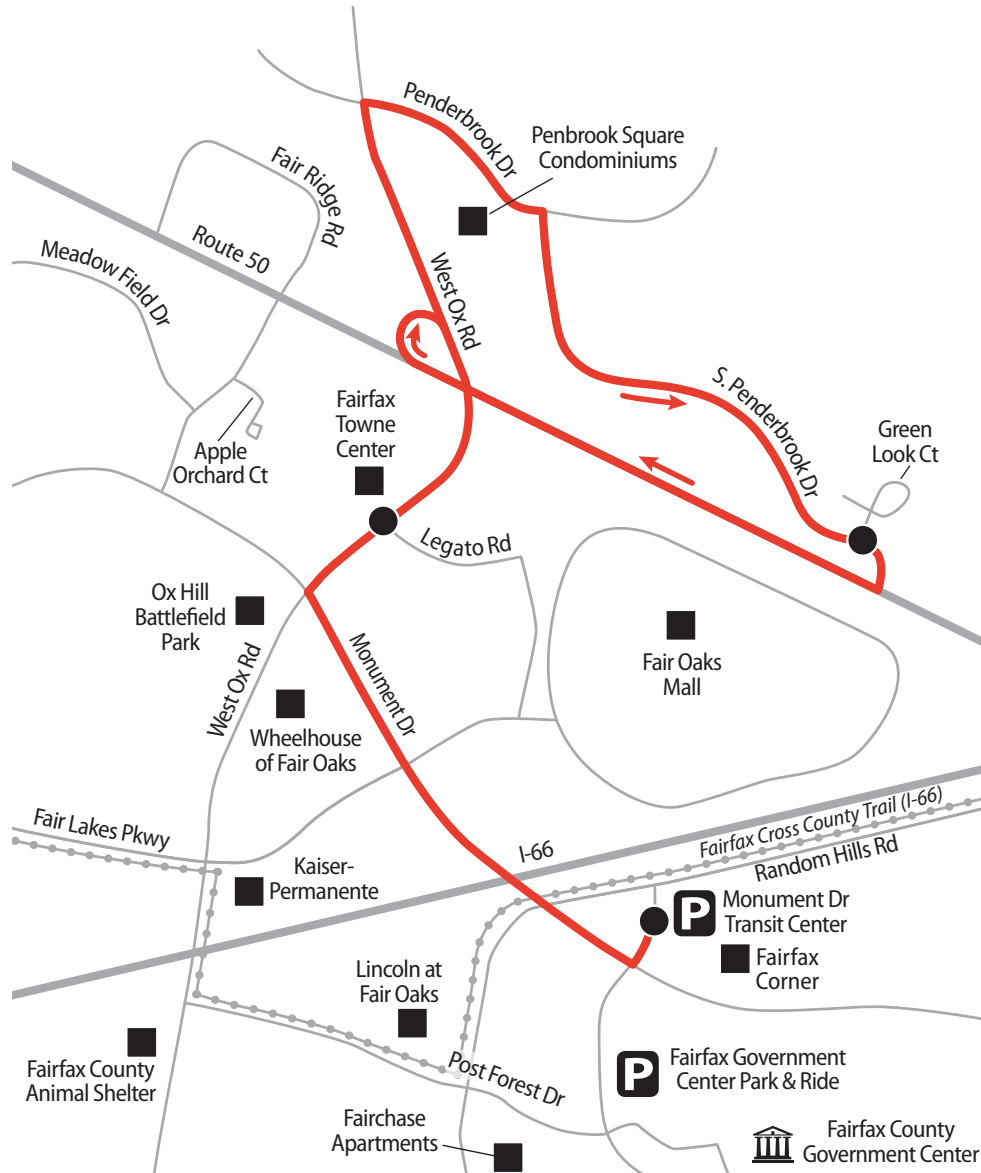 Penderbrook Dr
Penbrook Square
Condominiums
Fair Ridge
Rd
Route 50
Meadow Field Dr
West Ox Rd
S. Penderbrook Dr
Fairfax
Towne
Center
Green
Look Ct
Apple
Orchard Ct
Legato Rd
Ox Hill
Battlefield
Park
Monument Dr
Fair Oaks
Mall
West Ox Rd
Wheelhouse
of Fair Oaks
Fair Lakes Pkwy
I-66
Fairfax Cross County Trail (I-66)
Random Hills Rd
Kaiser-
Permanente
P
Monument Dr
Transit Center
Fairfax
Corner
Lincoln at
Fair Oaks
Fairfax County
Animal Shelter
Post Forest Dr
P
Fairfax Government
Center Park & Ride
Fairchase
Apartments
Fairfax County
Government Center